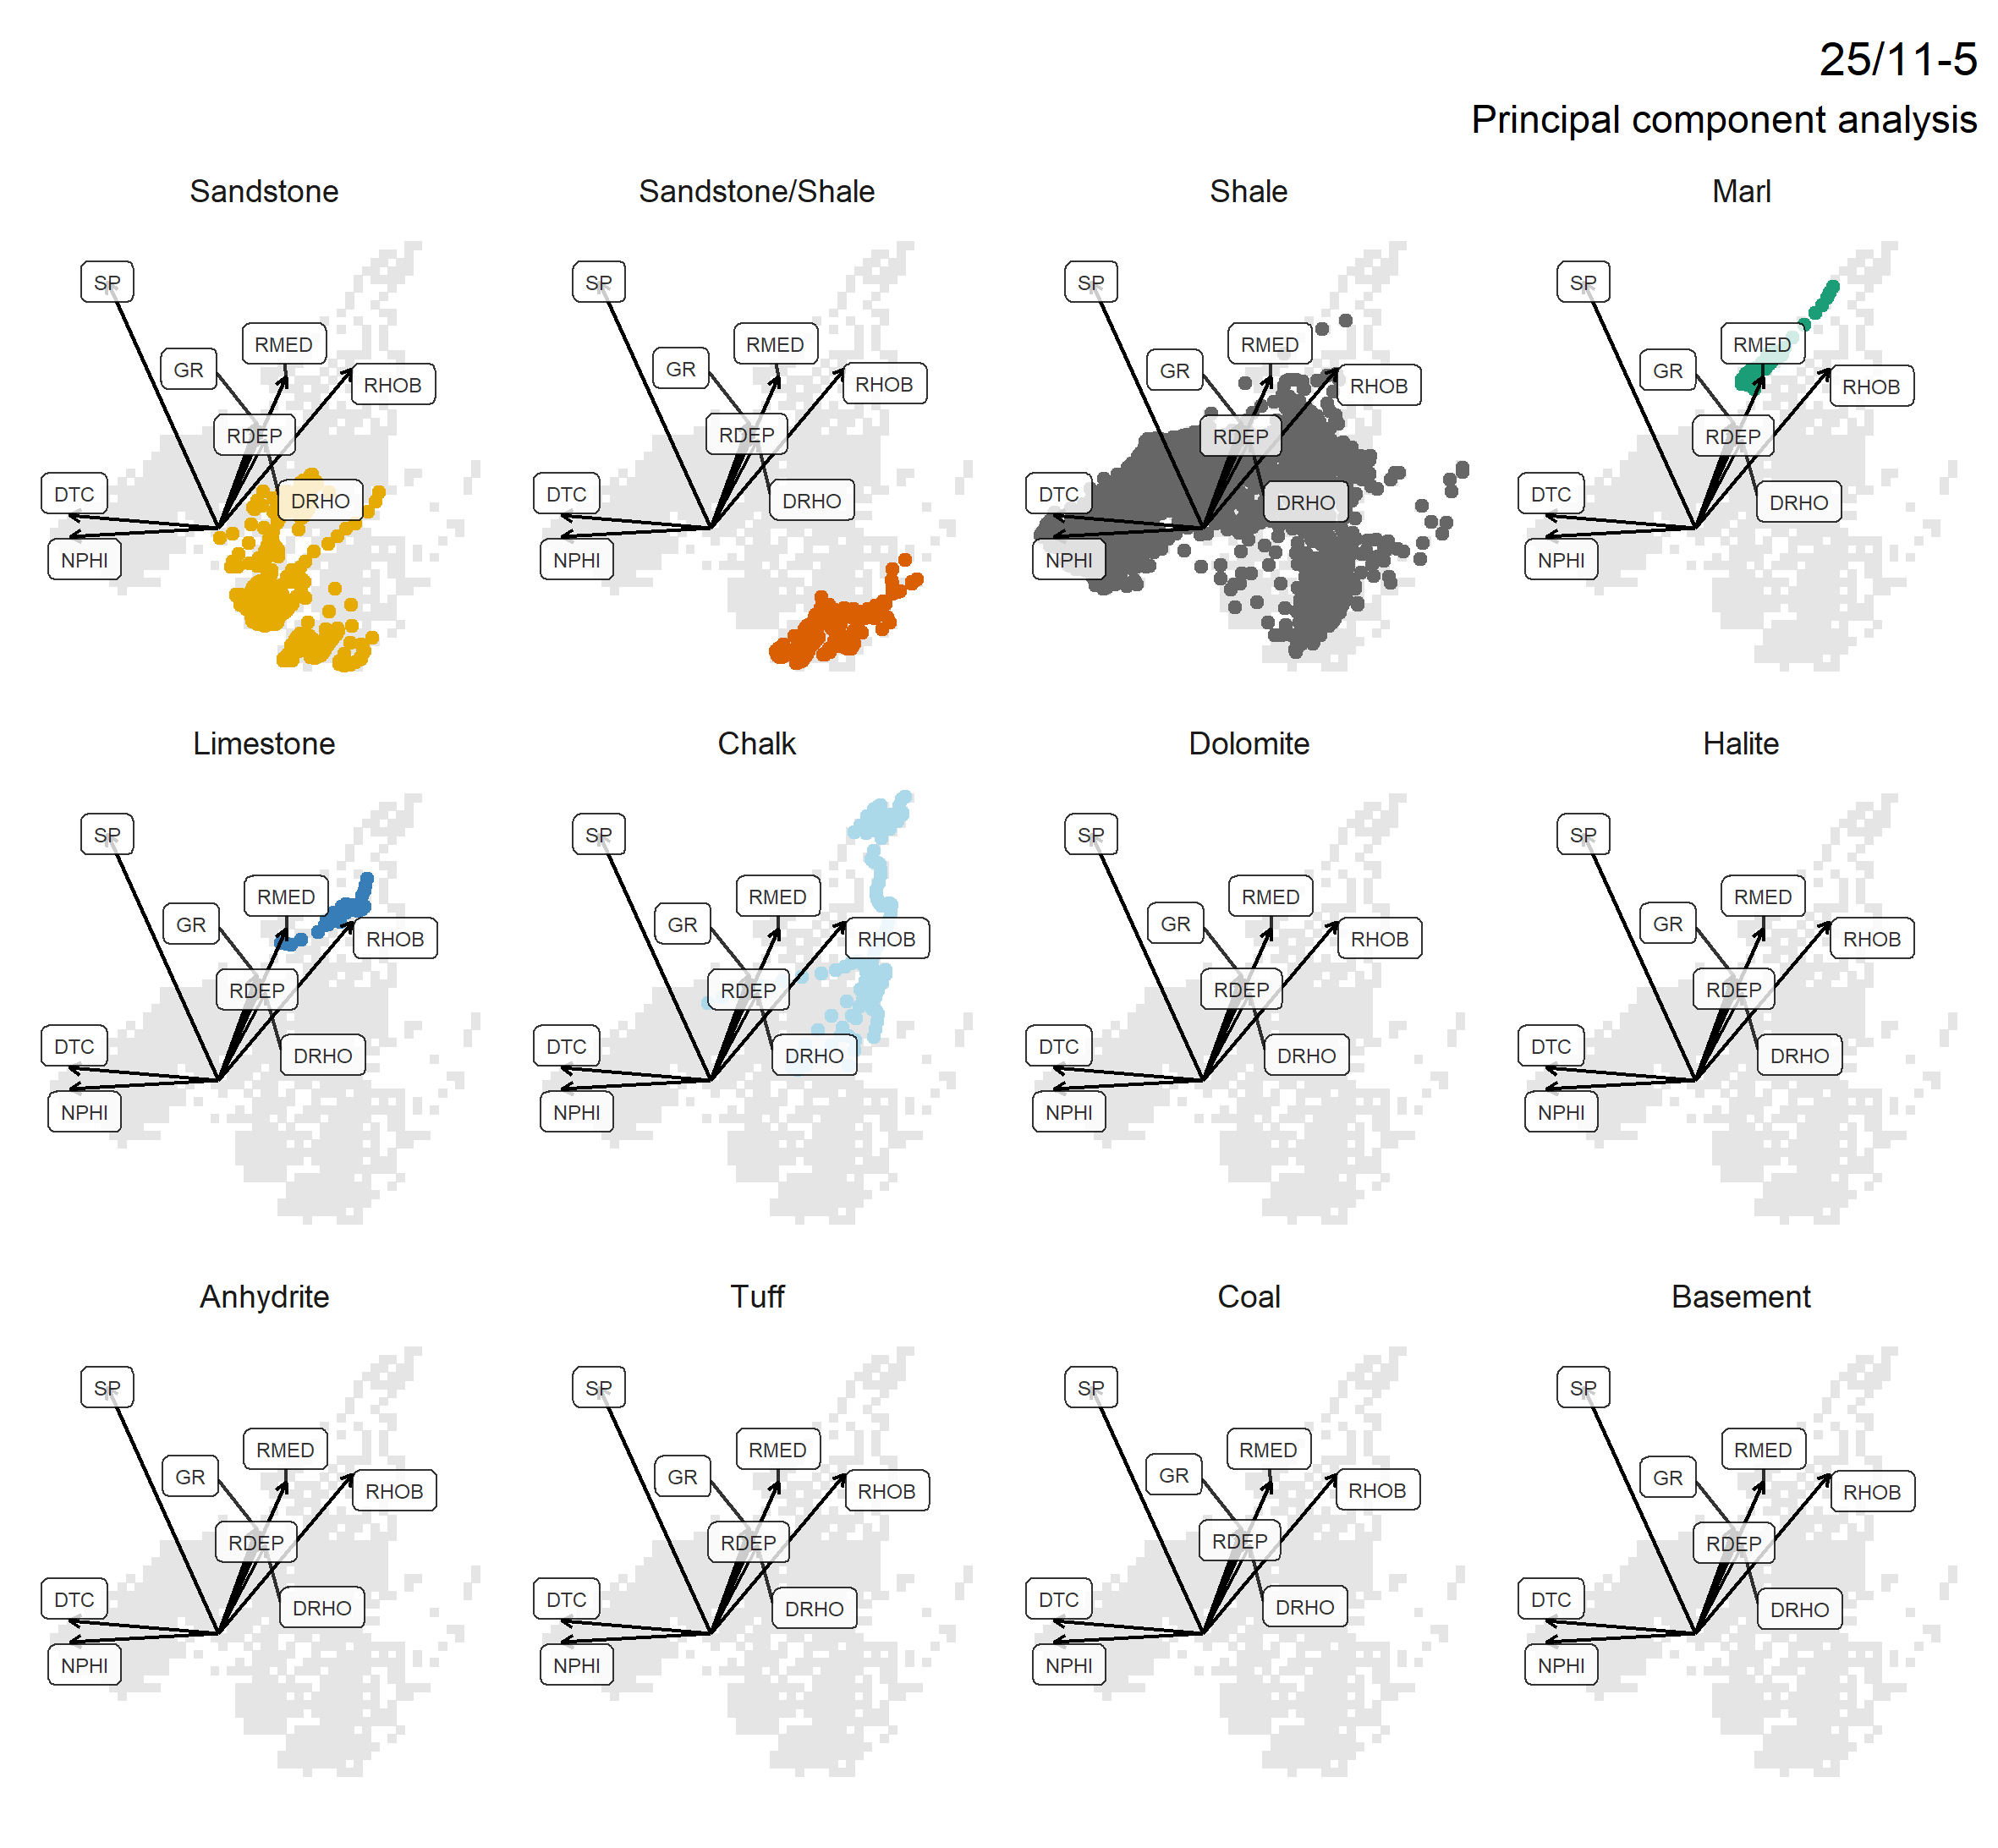 25/11-5
Principal component analysis
Sandstone
SP
GR
RMED
RHOB
RDEP
DTC
DRHO
NPHI
Sandstone/Shale
SP
GR
RMED
RHOB
RDEP
DTC
DRHO
NPHI
Shale
SP
GR
RMED
RHOB
RDEP
DTC
DRHO
NPHI
Marl
SP
GR
RMED
RHOB
RDEP
DTC
DRHO
NPHI
Limestone
SP
GR
RMED
RHOB
RDEP
DTC
DRHO
NPHI
Chalk
SP
GR
RMED
RHOB
RDEP
DTC
DRHO
NPHI
Dolomite
SP
GR
RMED
RHOB
RDEP
DTC
DRHO
NPHI
Halite
SP
GR
RMED
RHOB
RDEP
DTC
DRHO
NPHI
Anhydrite
SP
GR
RMED
RHOB
RDEP
DTC
DRHO
NPHI
Tuff
SP
GR
RMED
RHOB
RDEP
DTC
DRHO
NPHI
Coal
SP
GR
RMED
RHOB
RDEP
DTC
DRHO
NPHI
Basement
SP
GR
RMED
RHOB
RDEP
DTC
DRHO
NPHI